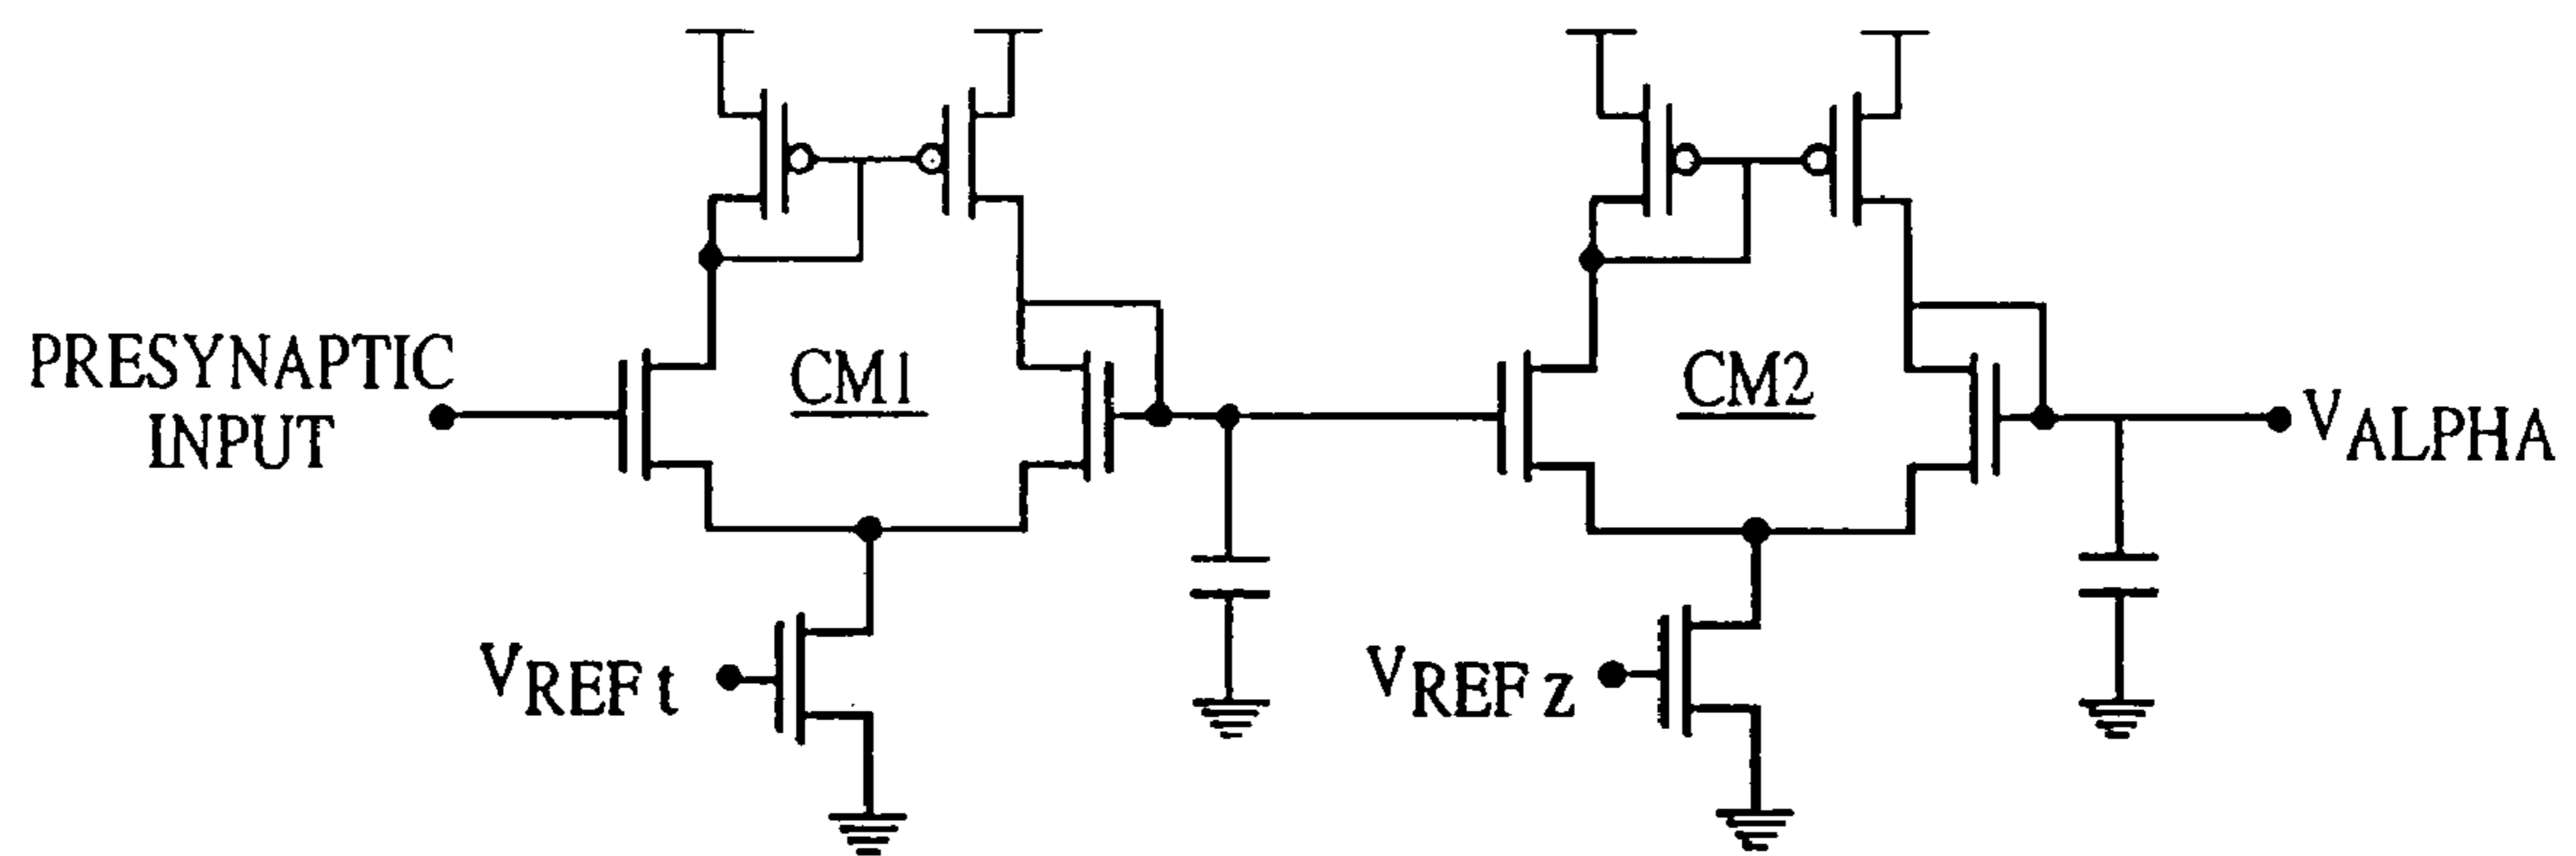 PRESYNAPTIC
INPUT
CM1
CM2
VALPHA
VREF t
VREF z